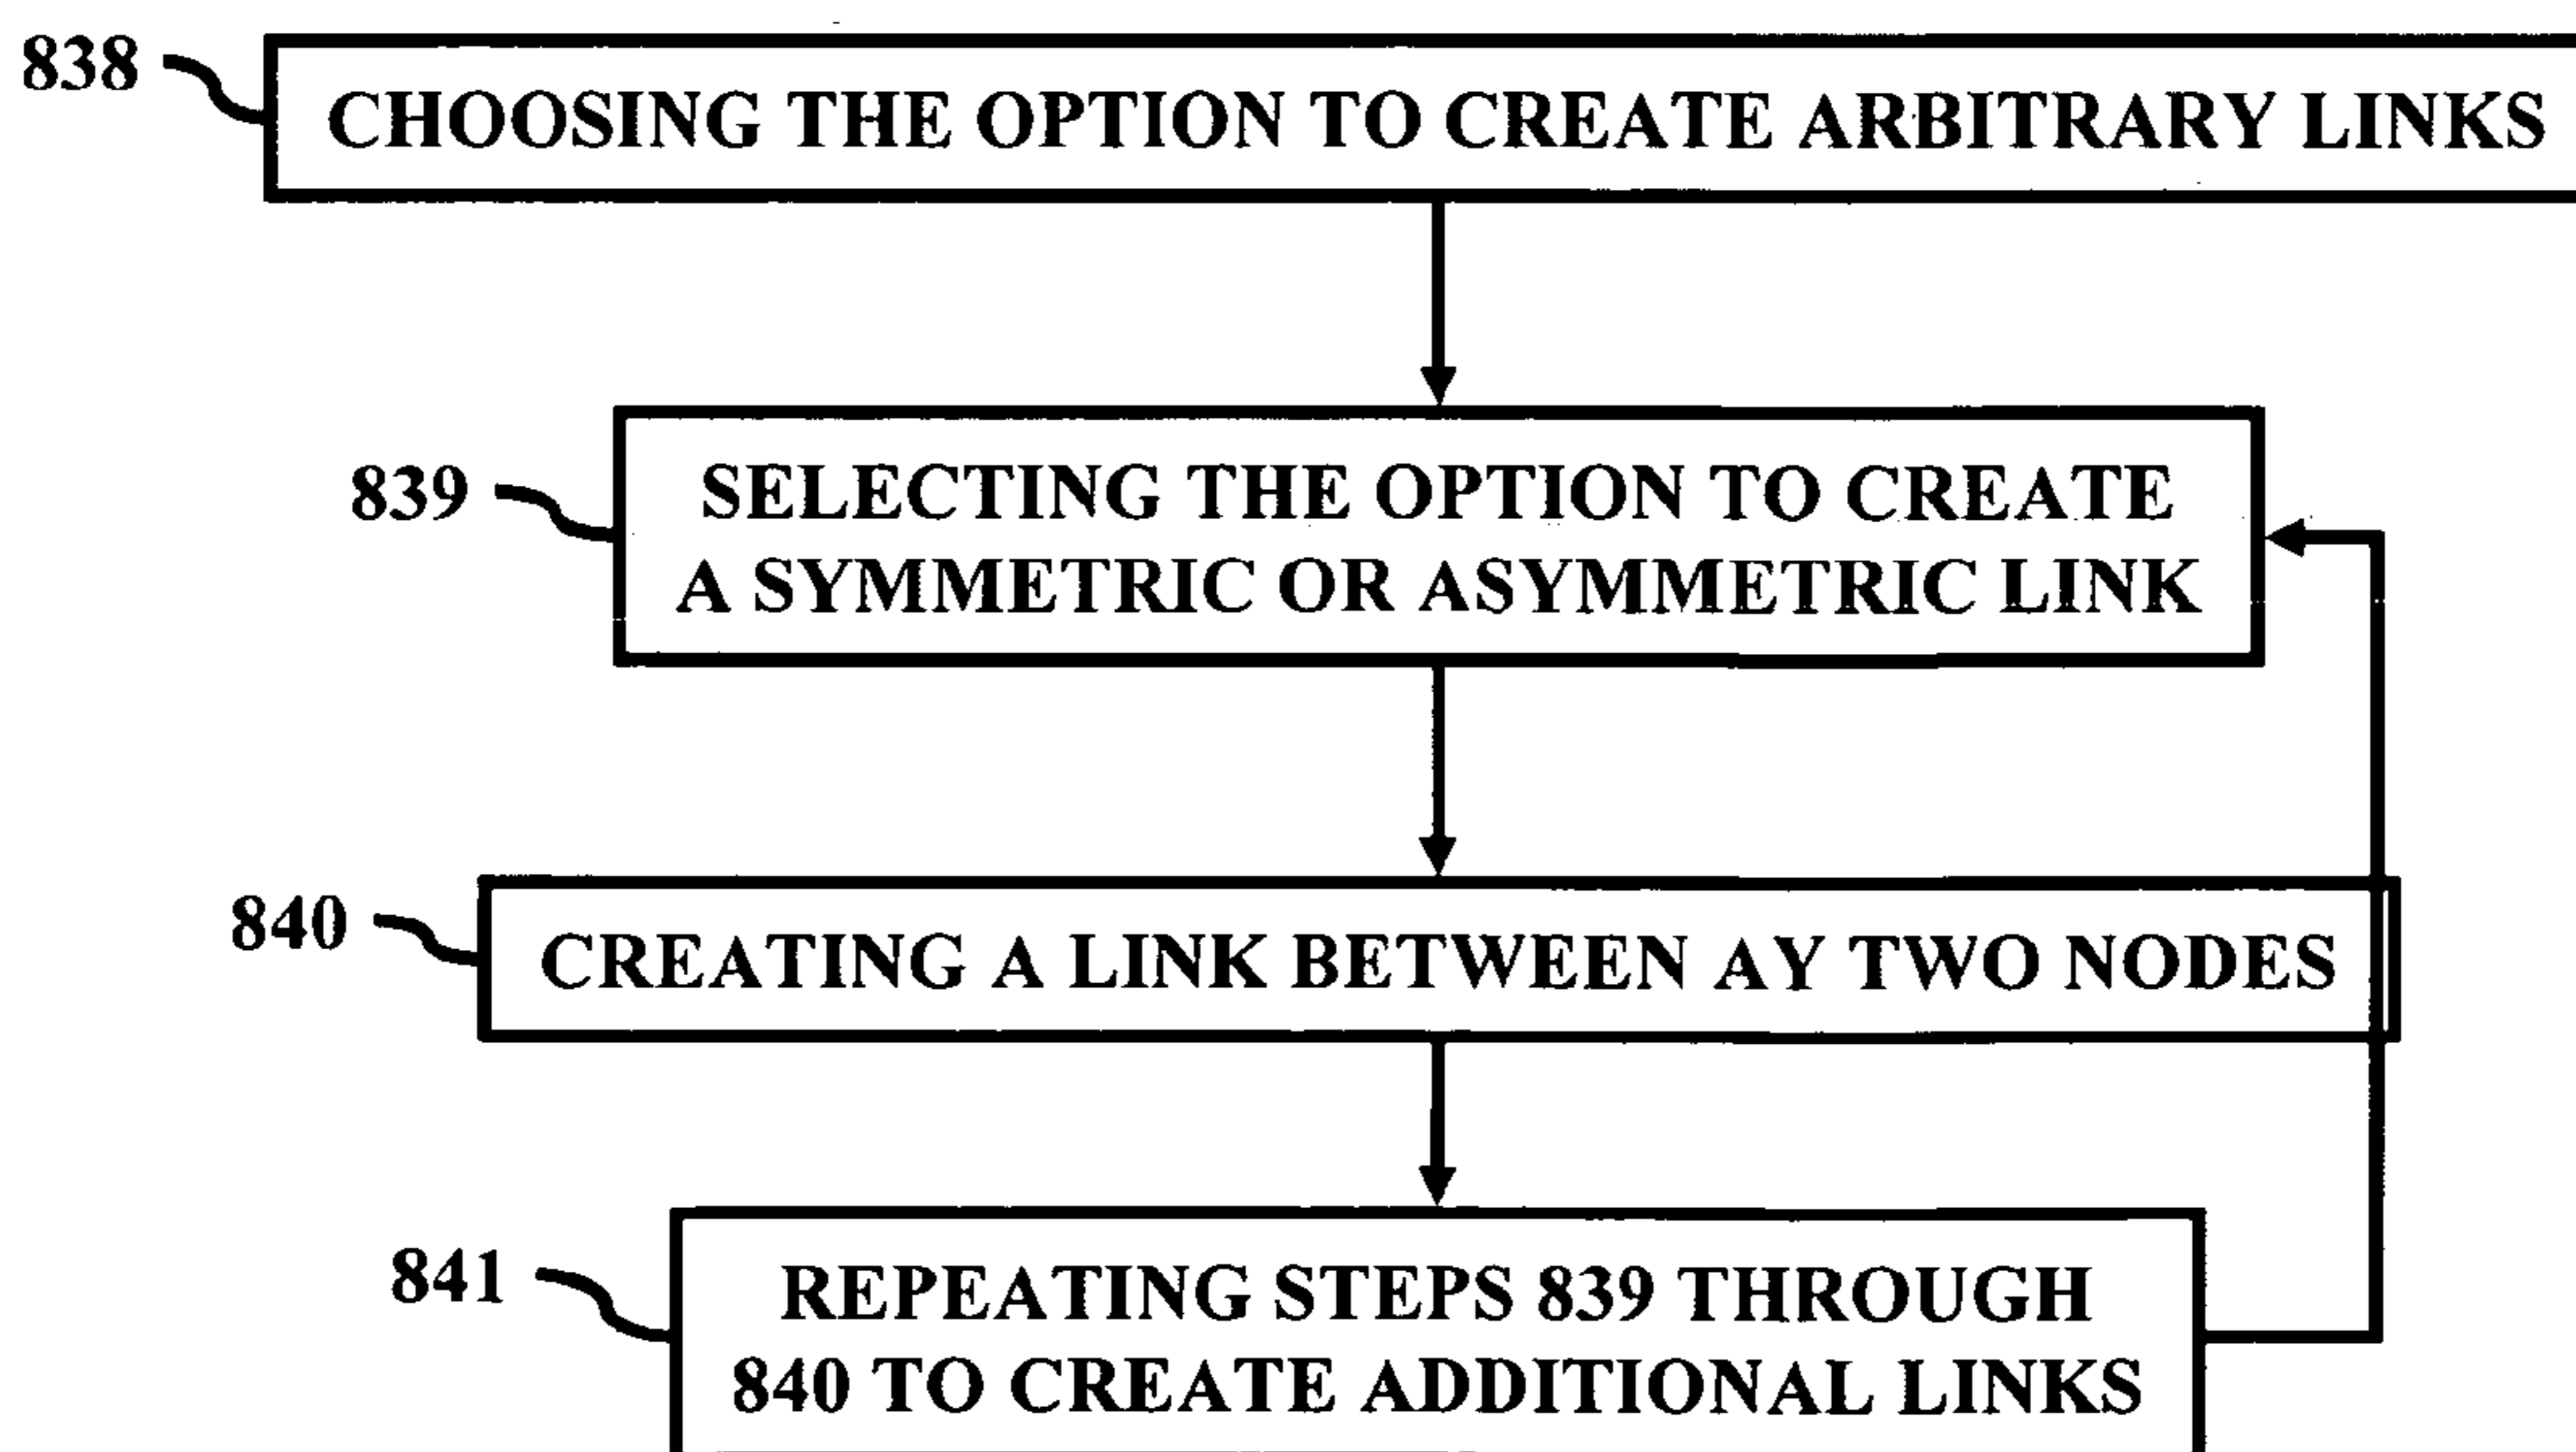 838
CHOOSING THE OPTION TO CREATE ARBITRARY LINKS
839
SELECTING THE OPTION TO CREATE
A SYMMETRIC OR ASYMMETRIC LINK
840
CREATING A LINK BETWEEN AY TWO NODES
841
REPEATING STEPS 839 THROUGH
840 TO CREATE ADDITIONAL LINKS